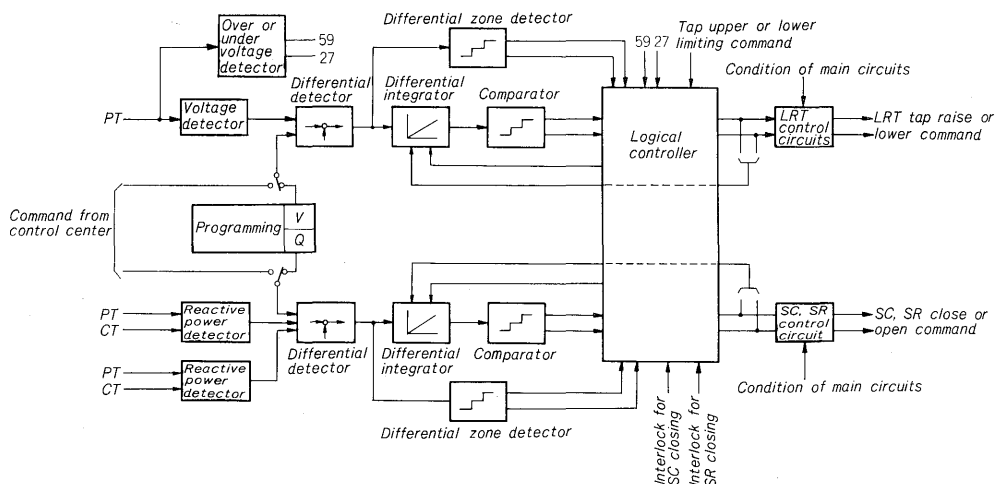 Differential zone detector
Over or
under
voltage
detector
59
27
59 27
Tap upper or lower
limiting command
Condition of main circuits
Differential
detector
Differential
integrator
Comparator
PT
Voltage
detector
Logical
controller
LRT
control
circuits
LRT tap raise or
lower command
Command from
control center
Programming
V
Q
PT
CT
Reactive
power
detector
Differential
detector
Differential
integrator
Comparator
SC, SR
control
circuit
SC, SR close or
open command
PT
CT
Reactive
power
detector
Condition of main circuits
Differential zone detector
Interlock for
SC closing
Interlock for
SR closing